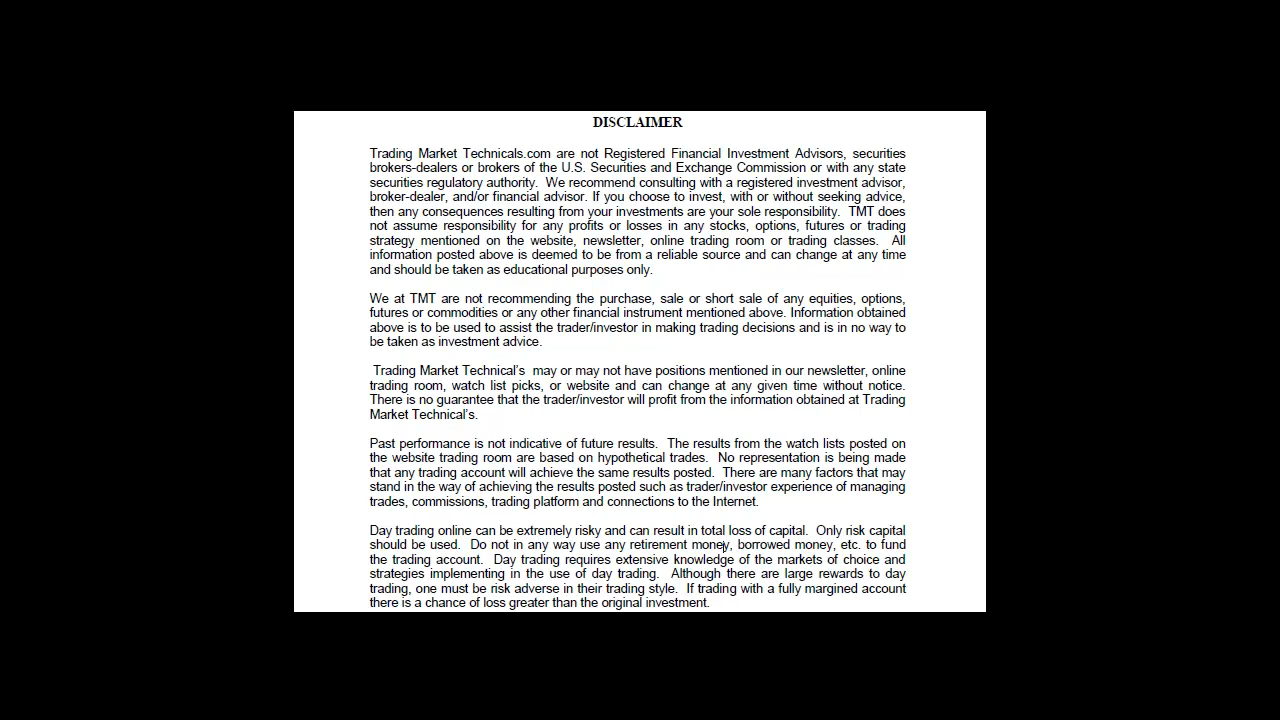 DISCLAIMER
Trading Market Technicals.com are not Registered Financial Investment Advisors, securities
brokers-dealers or brokers of the U.S. Securities and Exchange Commission or with any state
securities regulatory authority.  We recommend consulting with a registered investment advisor,
broker-dealer, and/or financial advisor. If you choose to invest, with or without seeking advice,
then any consequences resulting from your investments are your sole responsibility.  TMT does
not assume responsibility for any profits or losses in any stocks, options, futures or trading
strategy mentioned on the website, newsletter, online trading room or trading classes.  All
information posted above is deemed to be from a reliable source and can change at any time
and should be taken as educational purposes only.
We at TMT are not recommending the purchase, sale or short sale of any equities, options,
futures or commodities or any other financial instrument mentioned above. Information obtained
above is to be used to assist the trader/investor in making trading decisions and is in no way to
be taken as investment advice.
Trading Market Technical's  may or may not have positions mentioned in our newsletter, online
trading room, watch list picks, or website and can change at any given time without notice.
There is no guarantee that the trader/investor will profit from the information obtained at Trading
Market Technical's.
Past performance is not indicative of future results.  The results from the watch lists posted on
the website trading room are based on hypothetical trades.  No representation is being made
that any trading account will achieve the same results posted.  There are many factors that may
stand in the way of achieving the results posted such as trader/investor experience of managing
trades, commissions, trading platform and connections to the Internet.
Day trading online can be extremely risky and can result in total loss of capital.  Only risk capital
should be used.  Do not in any way use any retirement money, borrowed money, etc. to fund
the trading account.  Day trading requires extensive knowledge of the markets of choice and
strategies implementing in the use of day trading.  Although there are large rewards to day
trading, one must be risk adverse in their trading style.  If trading with a fully margined account
there is a chance of loss greater than the original investment.